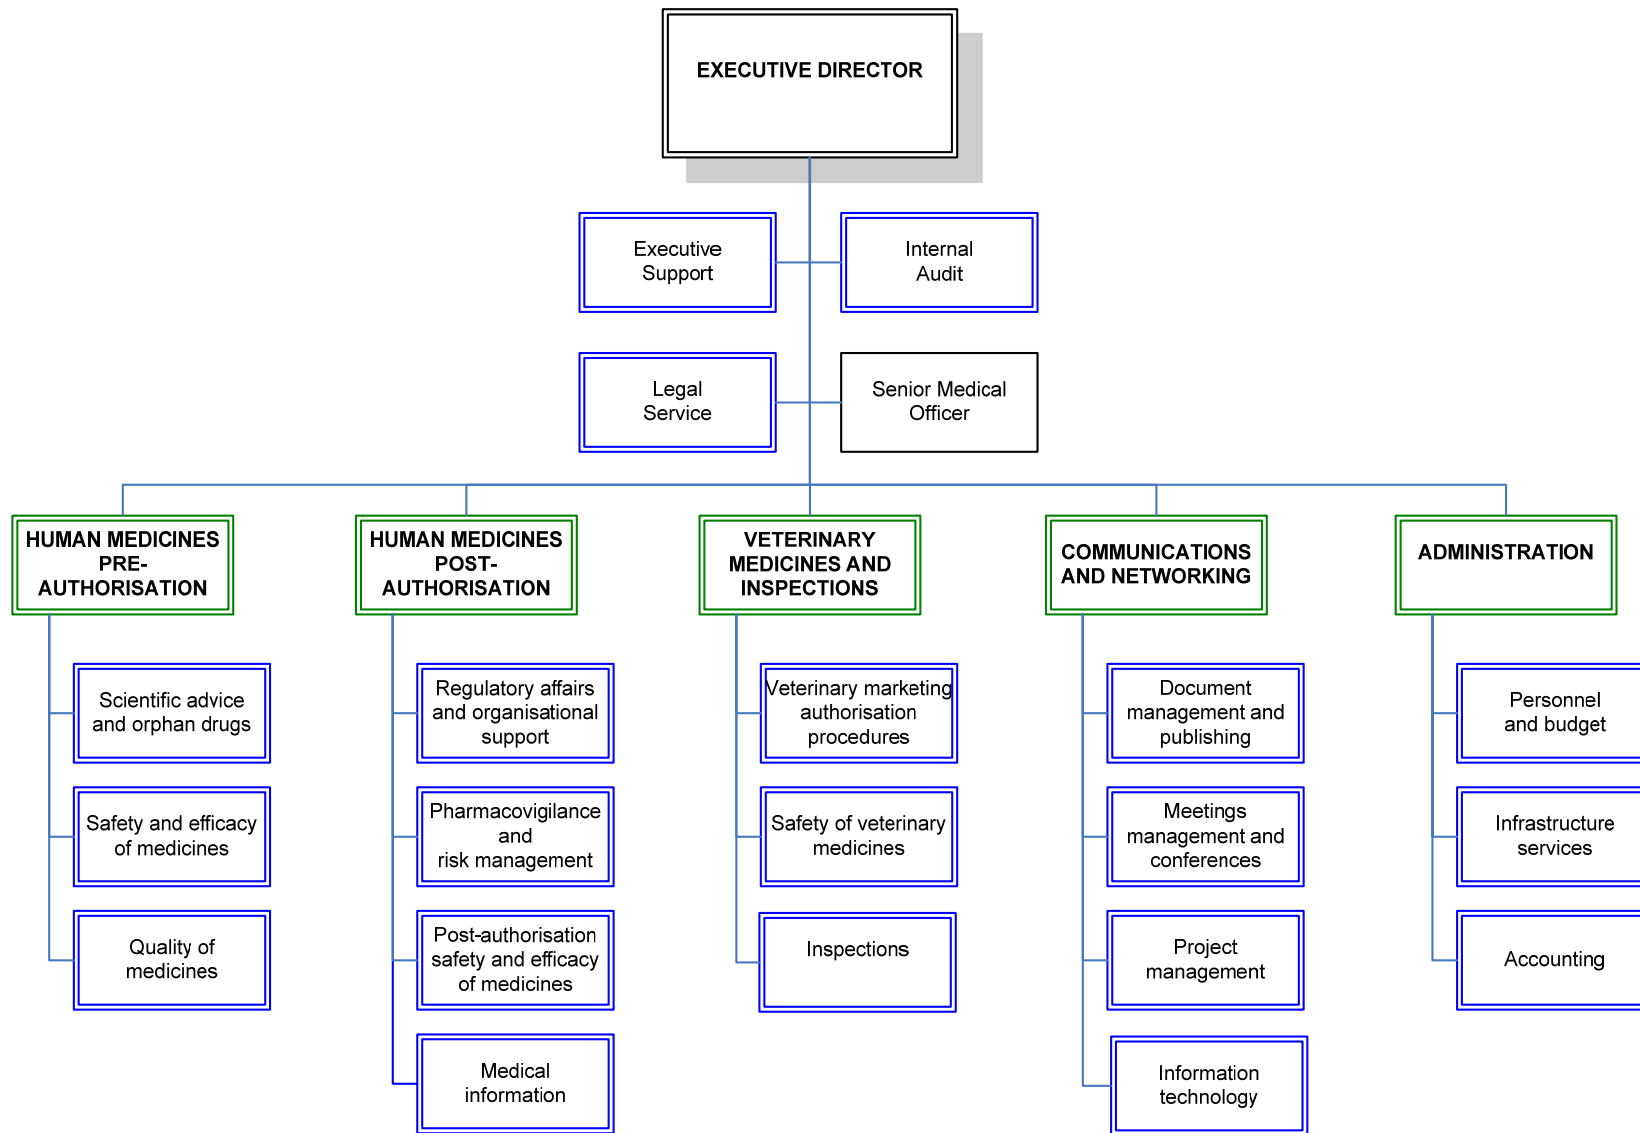 EXECUTIVE DIRECTOR
Executive
Support
Internal
Audit
Legal
Service
Senior Medical
Officer
HUMAN MEDICINES
PRE-
AUTHORISATION
HUMAN MEDICINES
POST-
AUTHORISATION
VETERINARY
MEDICINES AND
INSPECTIONS
COMMUNICATIONS
AND NETWORKING
ADMINISTRATION
Scientific advice
and orphan drugs
Regulatory affairs
and organisational
support
Veterinary marketing
authorisation
procedures
Document
management and
publishing
Personnel
and budget
Safety and efficacy
of medicines
Pharmacovigilance
and
risk management
Safety of veterinary
medicines
Meetings
management and
conferences
Infrastructure
services
Quality of
medicines
Post-authorisation
safety and efficacy
of medicines
Inspections
Project
management
Accounting
Medical
information
Information
technology